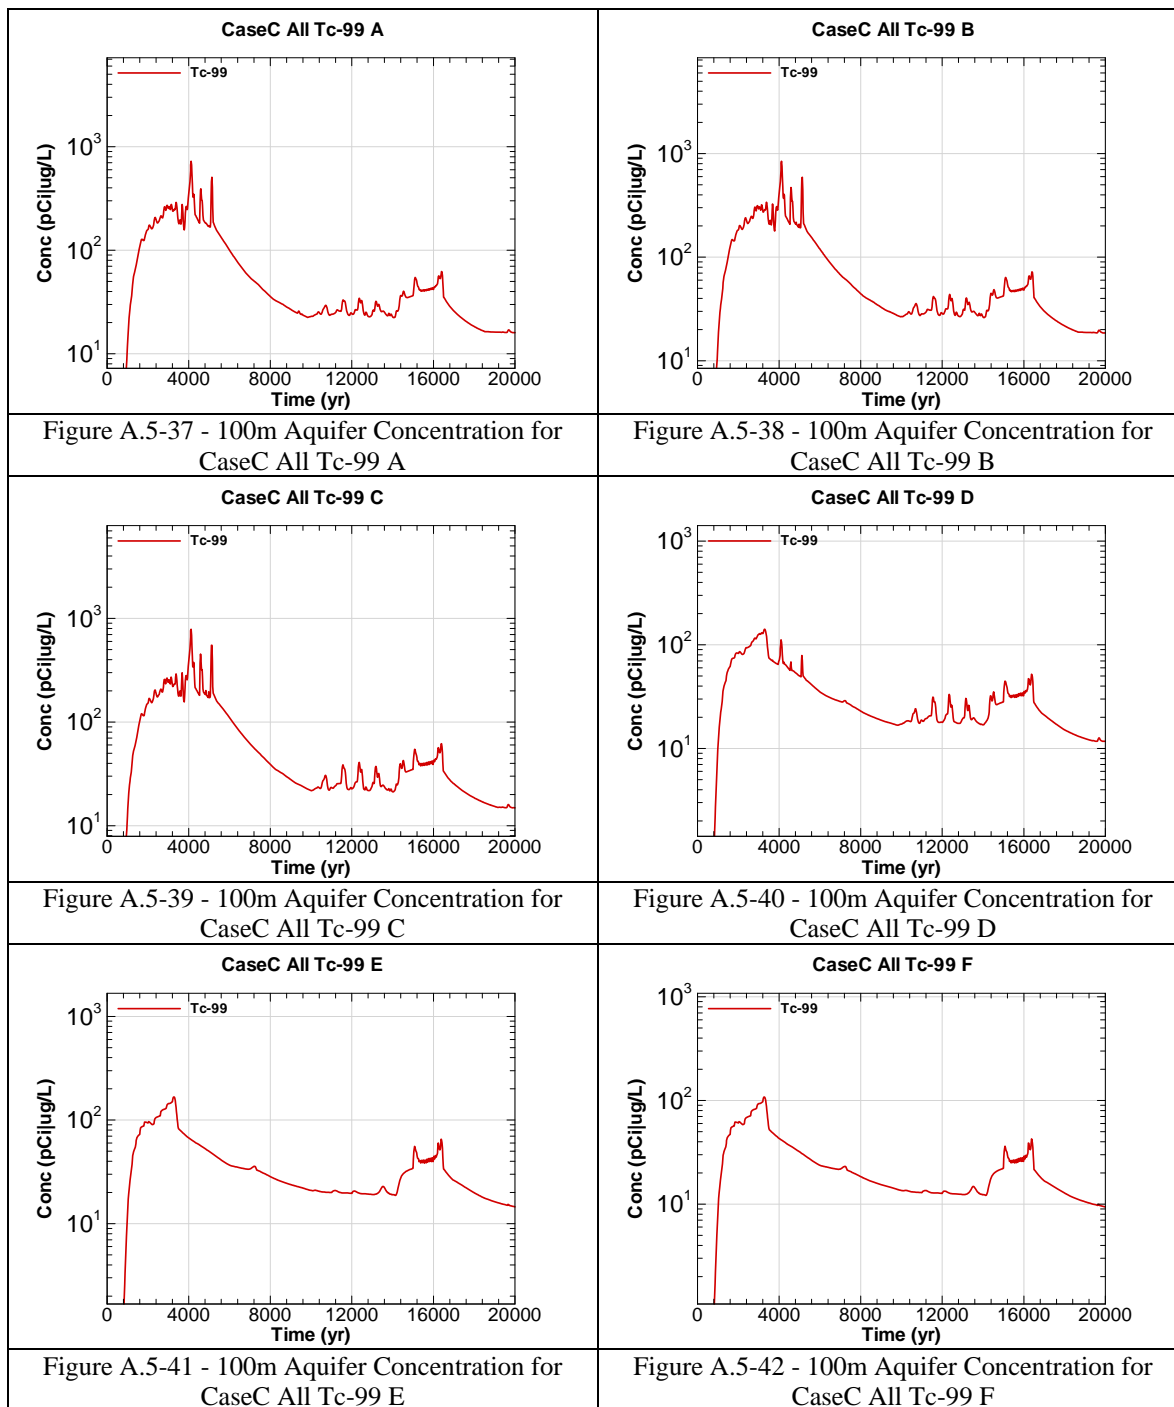 CaseC All Tc-99 A
Tc-99
10^3
10^2
10^1
Conc (pCi|ug/L)
0 4000 8000 12000 16000 20000
Time (yr)
Figure A.5-37 - 100m Aquifer Concentration for
CaseC All Tc-99 A
CaseC All Tc-99 B
Tc-99
10^3
10^2
10^1
Conc (pCi|ug/L)
0 4000 8000 12000 16000 20000
Time (yr)
Figure A.5-38 - 100m Aquifer Concentration for
CaseC All Tc-99 B
CaseC All Tc-99 C
Tc-99
10^3
10^2
10^1
Conc (pCi|ug/L)
0 4000 8000 12000 16000 20000
Time (yr)
Figure A.5-39 - 100m Aquifer Concentration for
CaseC All Tc-99 C
CaseC All Tc-99 D
Tc-99
10^3
10^2
10^1
Conc (pCi|ug/L)
0 4000 8000 12000 16000 20000
Time (yr)
Figure A.5-40 - 100m Aquifer Concentration for
CaseC All Tc-99 D
CaseC All Tc-99 E
Tc-99
10^3
10^2
10^1
Conc (pCi|ug/L)
0 4000 8000 12000 16000 20000
Time (yr)
Figure A.5-41 - 100m Aquifer Concentration for
CaseC All Tc-99 E
CaseC All Tc-99 F
Tc-99
10^3
10^2
10^1
Conc (pCi|ug/L)
0 4000 8000 12000 16000 20000
Time (yr)
Figure A.5-42 - 100m Aquifer Concentration for
CaseC All Tc-99 F